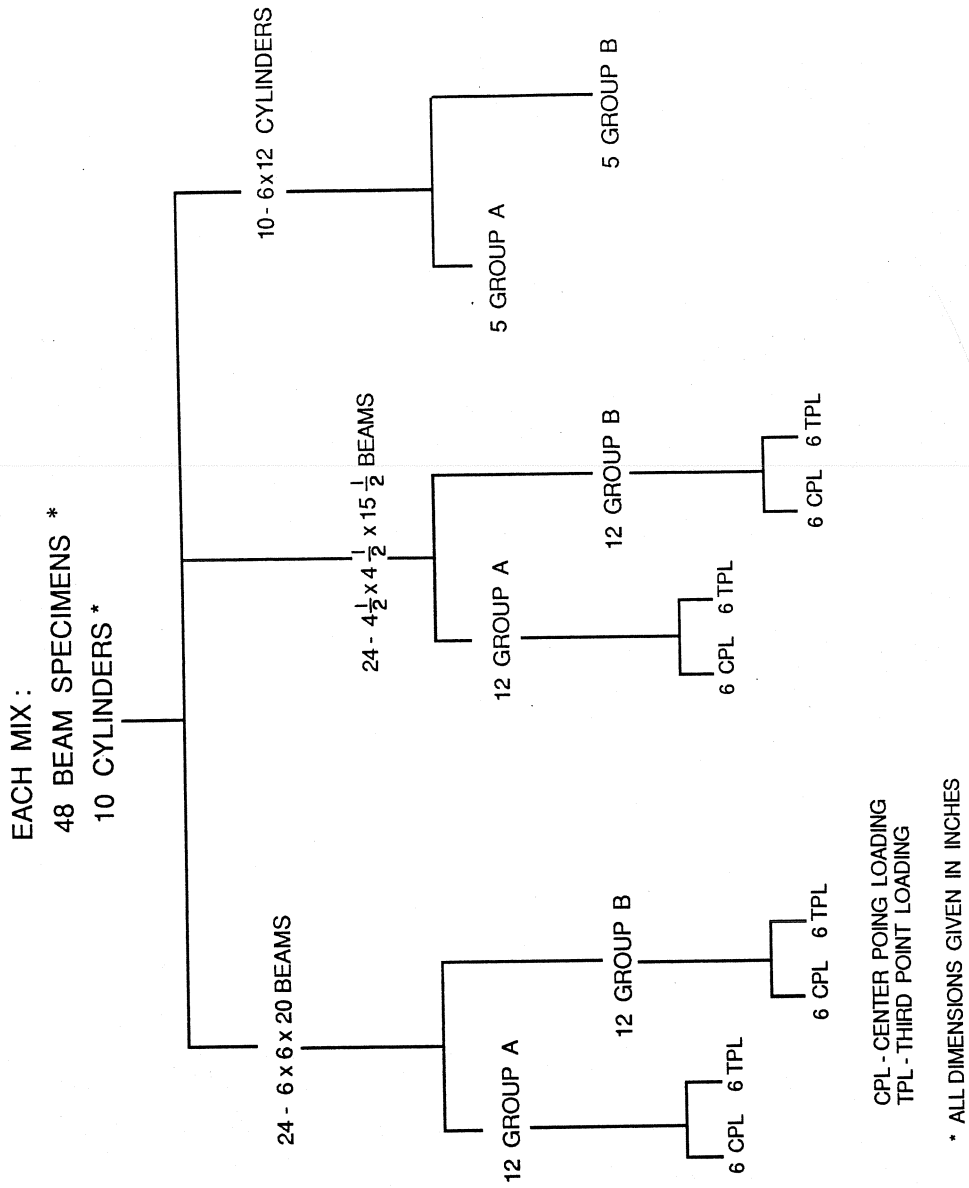 EACH MIX :
48 BEAM SPECIMENS *
10 CYLINDERS *
24 - 6 x 6 x 20 BEAMS
24 - 4 1/2 x 4 1/2 x 15 1/2 BEAMS
10 - 6 x 12 CYLINDERS
12 GROUP A
12 GROUP B
12 GROUP A
12 GROUP B
5 GROUP A
5 GROUP B
6 CPL 6 TPL
6 CPL 6 TPL
6 CPL 6 TPL
6 CPL 6 TPL
CPL - CENTER POING LOADING
TPL - THIRD POINT LOADING
* ALL DIMENSIONS GIVEN IN INCHES